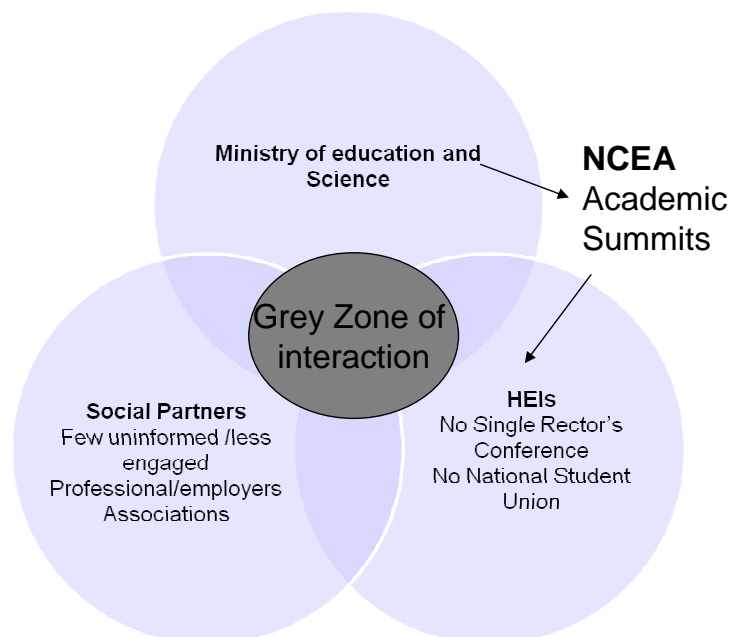 Ministry of education and
Science
NCEA
Academic
Summits
Grey Zone of
interaction
Social Partners
Few uninformed /less
engaged
Professional/employers
Associations
HEIs
No Single Rector's
Conference
No National Student
Union